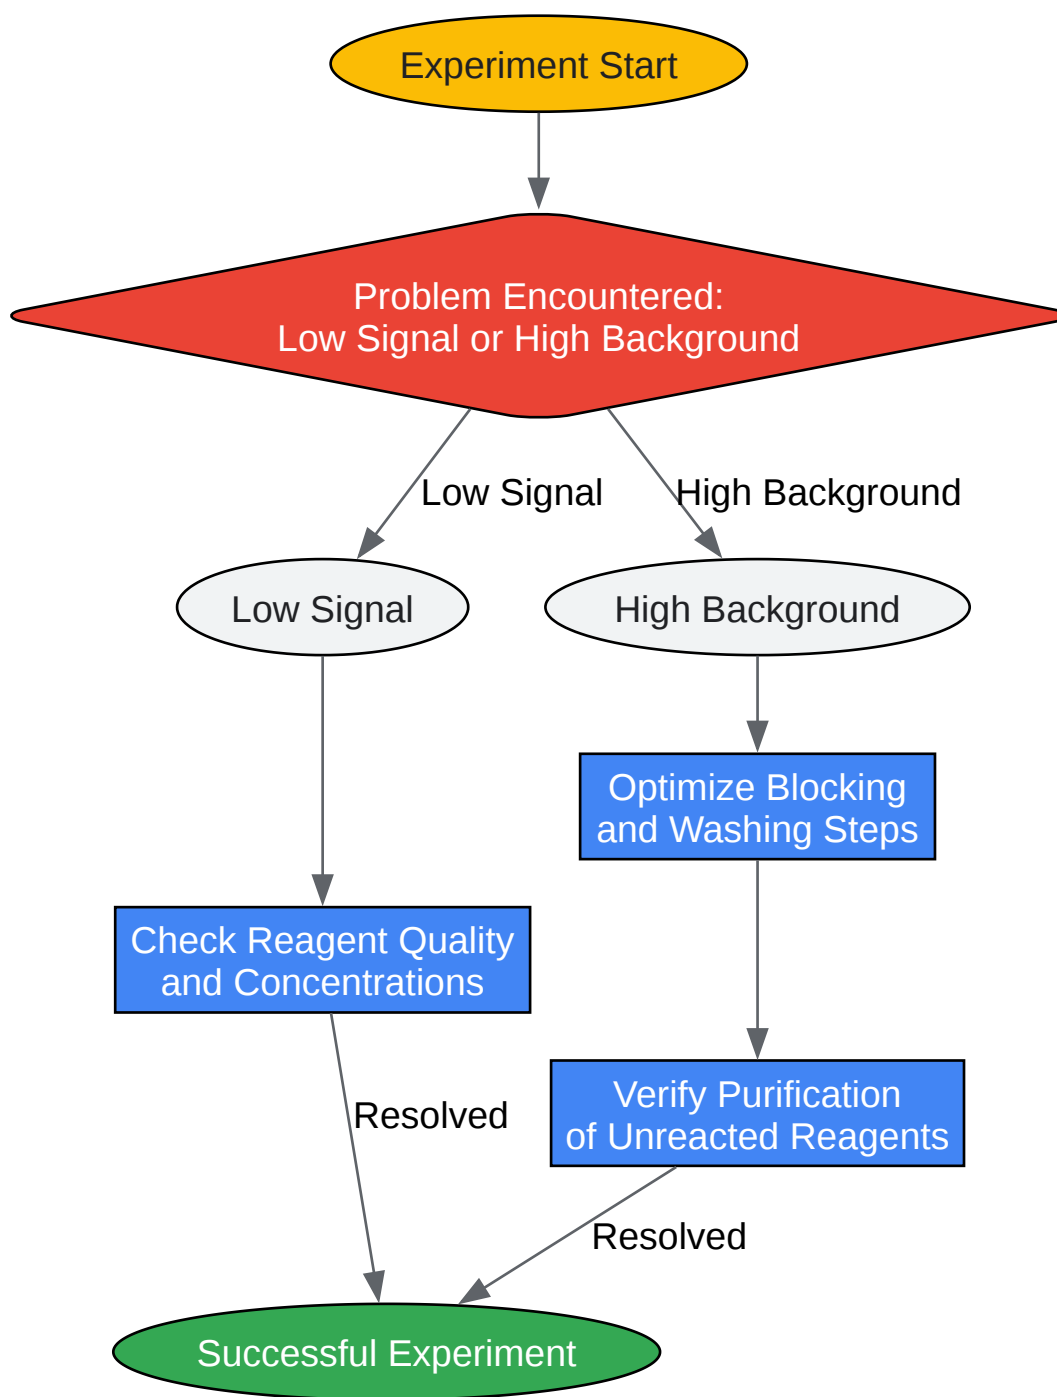 Experiment Start
Problem Encountered:
Low Signal or High Background
Low Signal
High Background
Low Signal
High Background
Optimize Blocking
and Washing Steps
Check Reagent Quality
and Concentrations
Verify Purification
of Unreacted Reagents
Resolved
Resolved
Successful Experiment